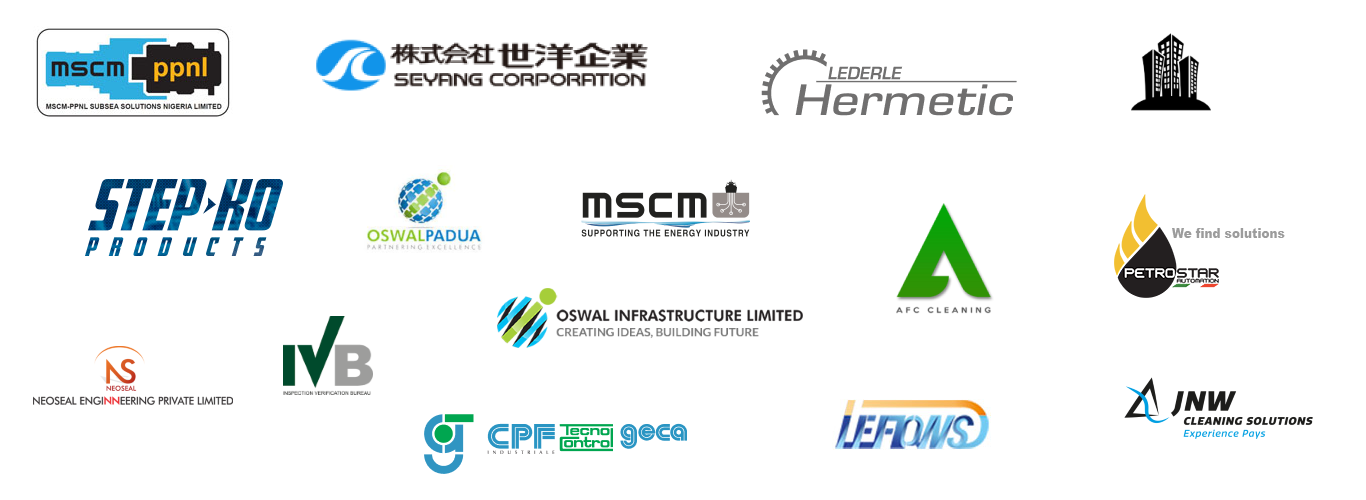 mscm ppnl
MSCM-PPNL SUBSEA SOLUTIONS NIGERIA LIMITED
株式会社 世洋企業
SEYANG CORPORATION
LEDERLE
Hermetic
STEP KO
PRODUCTS
OSWALPADUA
PARTNERING EXCELLENCE
mscm
SUPPORTING THE ENERGY INDUSTRY
AFC CLEANING
We find solutions
PETROSTAR
AUTOMATION
OSWAL INFRASTRUCTURE LIMITED
CREATING IDEAS, BUILDING FUTURE
NS
NEOSEAL
NEOSEAL ENGINNEERING PRIVATE LIMITED
IVB
INSPECTION VERIFICATION BUREAU
JNW
CLEANING SOLUTIONS
Experience Pays
CPF
INDUSTRIALE
Tecno
Control
geca
LEFLOWS